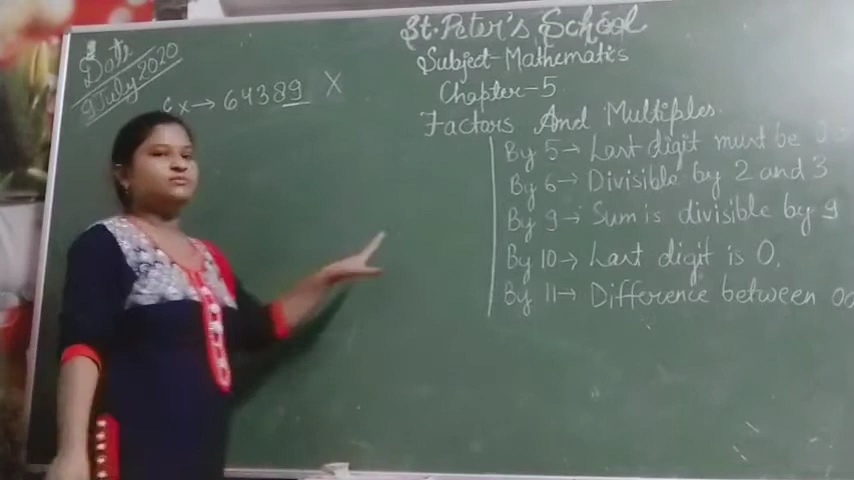 Date
9 July 2020
Ex→ 64389 X
St. Peter's School
Subject-Mathematics
Chapter-5
Factors And Multiples
By 5→ Last digit must be
By 6→ Divisible by 2 and 3
By 9→ Sum is divisible by 9
By 10→ Last digit is 0.
By 11→ Difference between